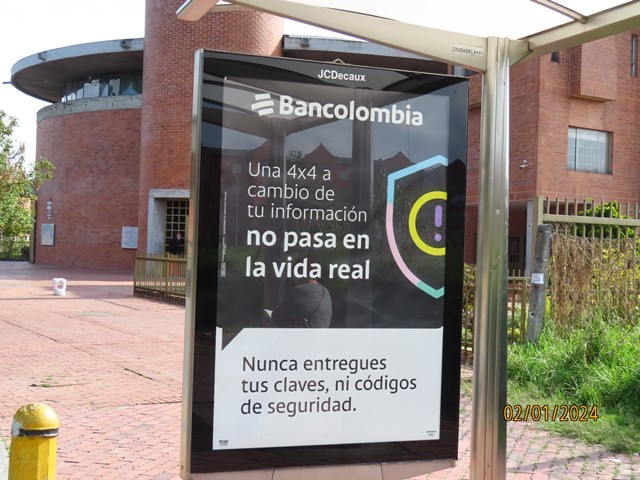 JCDecaux
Bancolombia
Una 4x4 a
cambio de
tu información
no pasa en
la vida real
Nunca entregues
tus claves, ni códigos
de seguridad.
02/01/2024